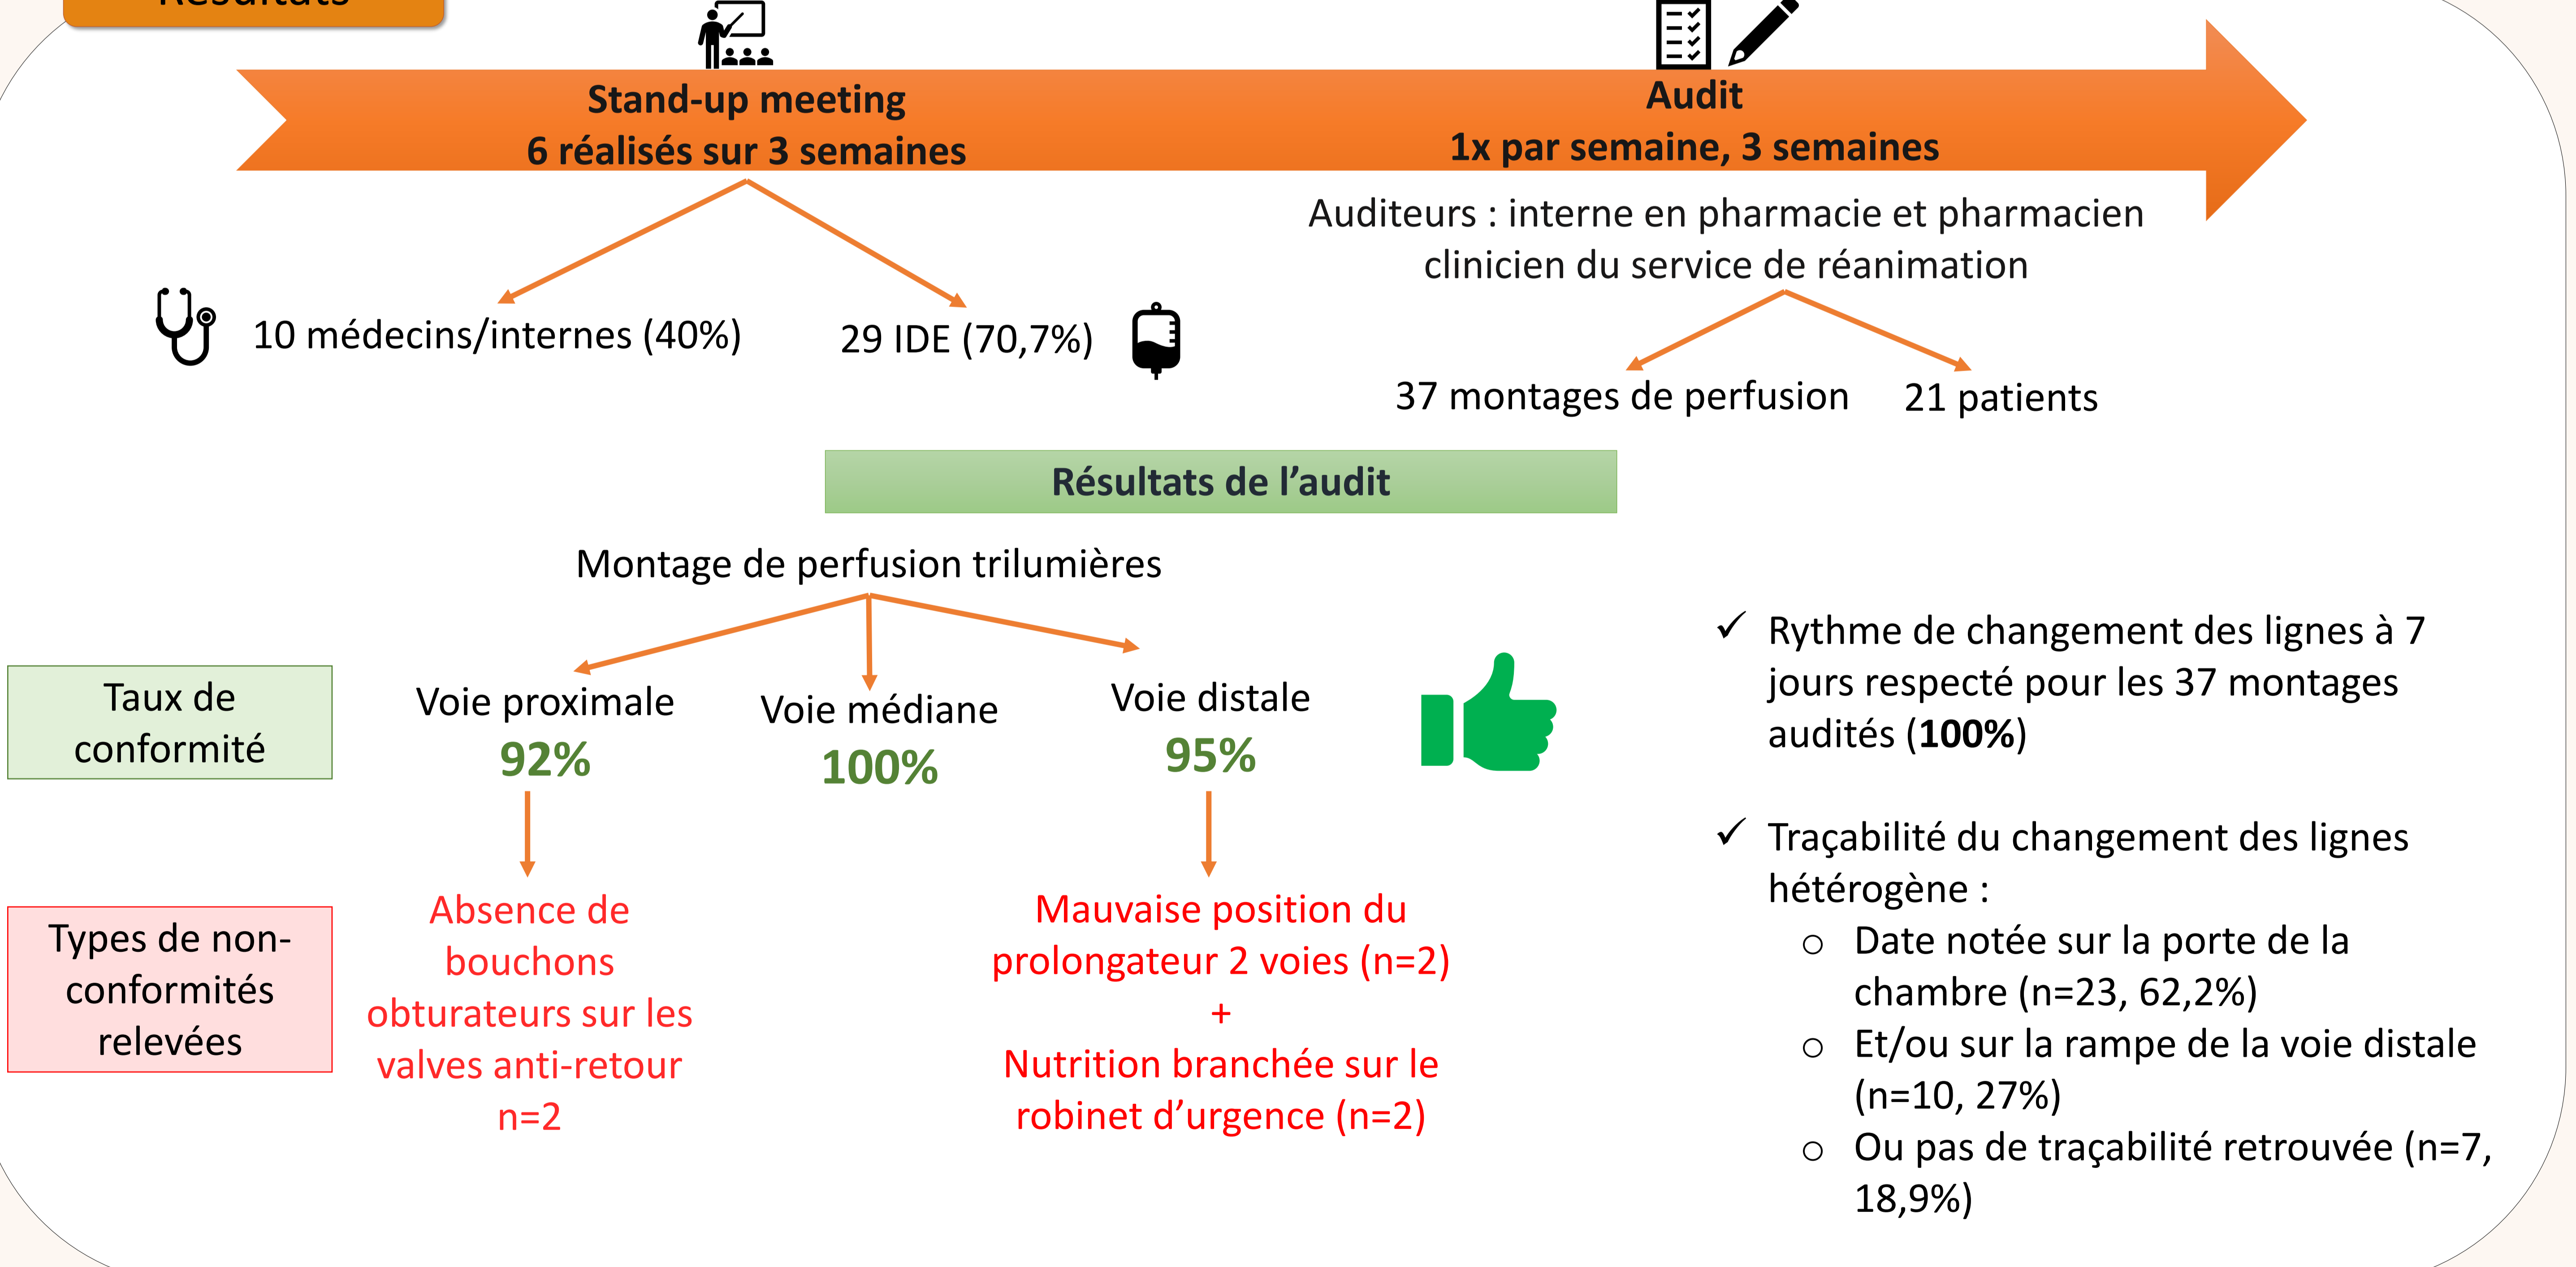 Résultats
Stand-up meeting
6 réalisés sur 3 semaines
Audit
1x par semaine, 3 semaines
Auditeurs : interne en pharmacie et pharmacien
clinicien du service de réanimation
10 médecins/internes (40%)
29 IDE (70,7%)
37 montages de perfusion
21 patients
Résultats de l’audit
Montage de perfusion trilumières
Taux de
conformité
Voie proximale
92%
Voie médiane
100%
Voie distale
95%
Types de non-
conformités
relevées
Absence de
bouchons
obturateurs sur les
valves anti-retour
n=2
Mauvaise position du
prolongateur 2 voies (n=2)
+
Nutrition branchée sur le
robinet d’urgence (n=2)
✓ Rythme de changement des lignes à 7
jours respecté pour les 37 montages
audités (100%)
✓ Traçabilité du changement des lignes
hétérogène :
o Date notée sur la porte de la
chambre (n=23, 62,2%)
o Et/ou sur la rampe de la voie distale
(n=10, 27%)
o Ou pas de traçabilité retrouvée (n=7,
18,9%)